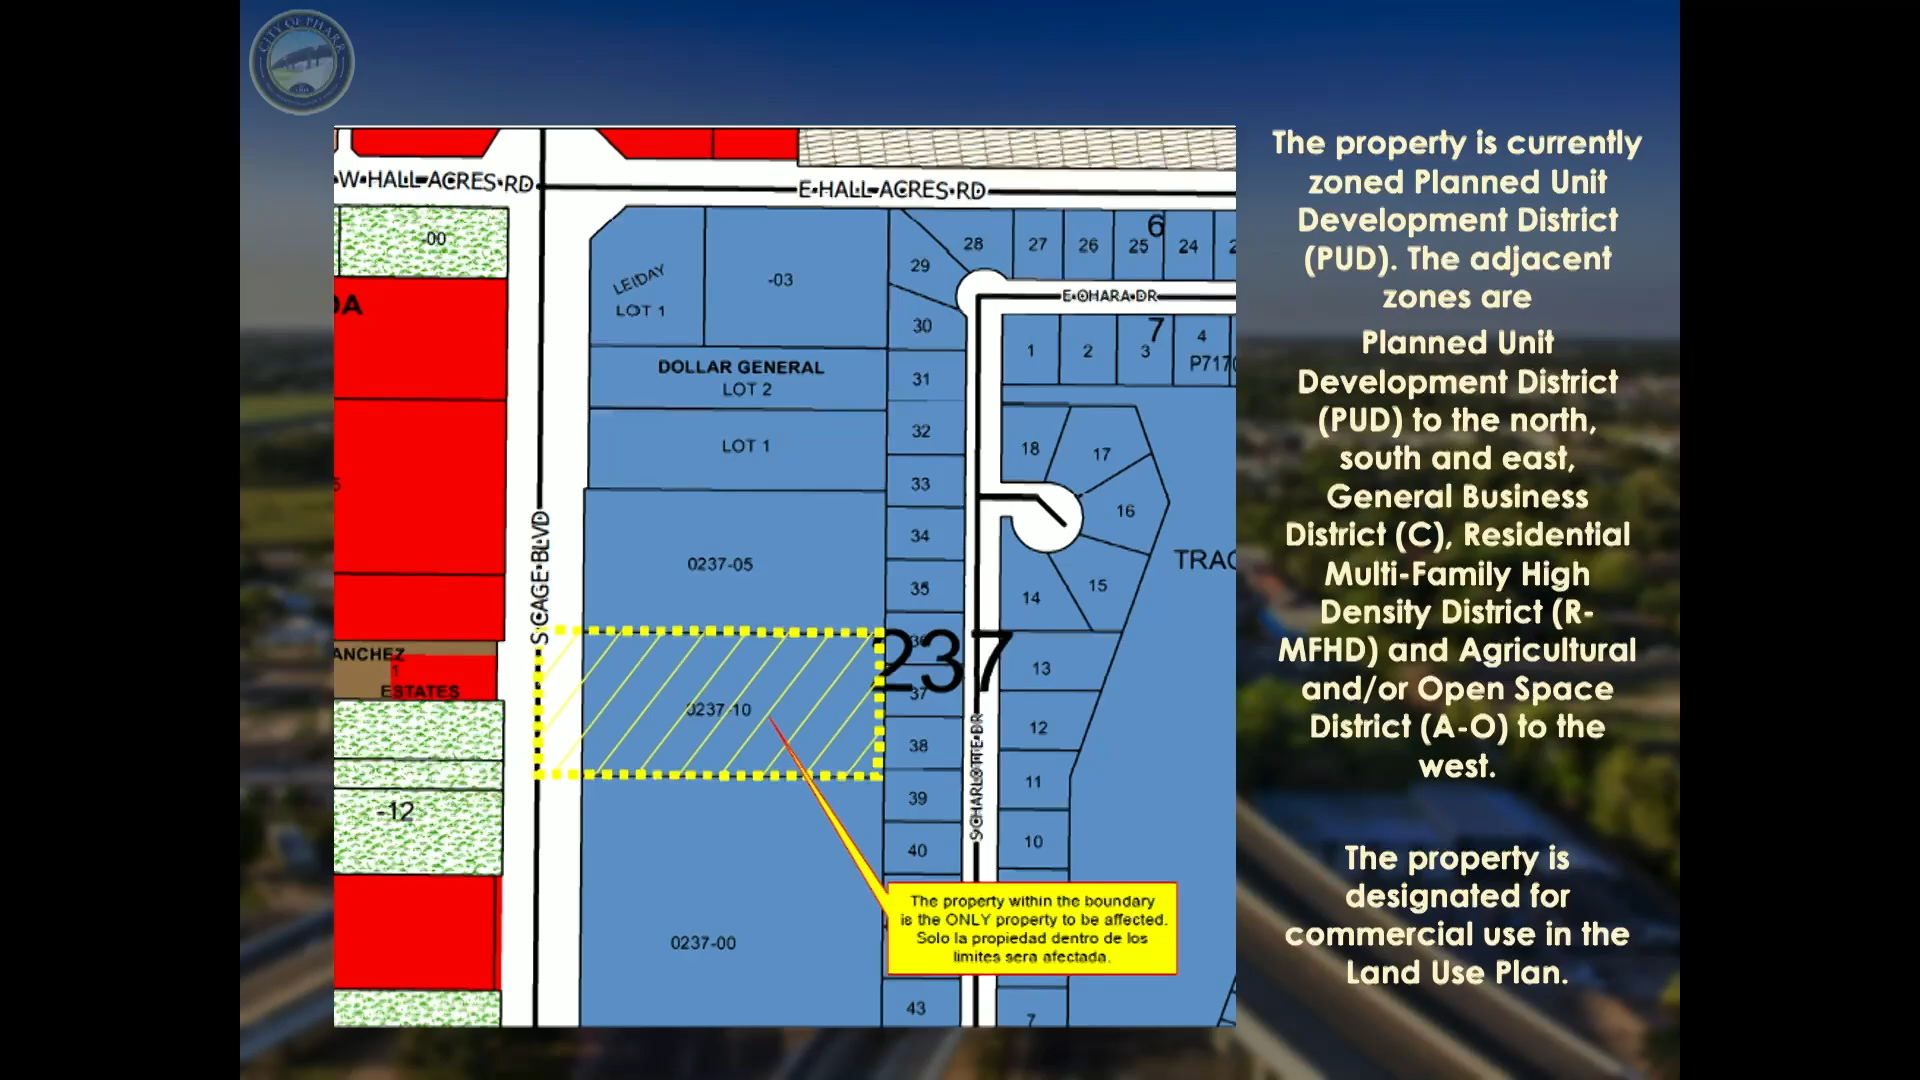 CITY OF PHARR
W HALL ACRES RD
E HALL ACRES RD
-00
LEIDAY
LOT 1
-03
28
27
26
25
6
24
2
29
E OHARA DR
30
DOLLAR GENERAL
LOT 2
31
1
2
3
7
4
P717
LOT 1
32
18
17
33
16
S CAGE BLVD
34
0237-05
35
14
15
TRAC
36
237
37
13
ANCHEZ
1
ESTATES
0237-10
38
12
S CHARLOTTE DR
39
11
-12
40
10
0237-00
43
7
The property within the boundary
is the ONLY property to be affected.
Solo la propiedad dentro de los
limites sera afectada.
The property is currently
zoned Planned Unit
Development District
(PUD). The adjacent
zones are
Planned Unit
Development District
(PUD) to the north,
south and east,
General Business
District (C), Residential
Multi-Family High
Density District (R-
MFHD) and Agricultural
and/or Open Space
District (A-O) to the
west.
The property is
designated for
commercial use in the
Land Use Plan.